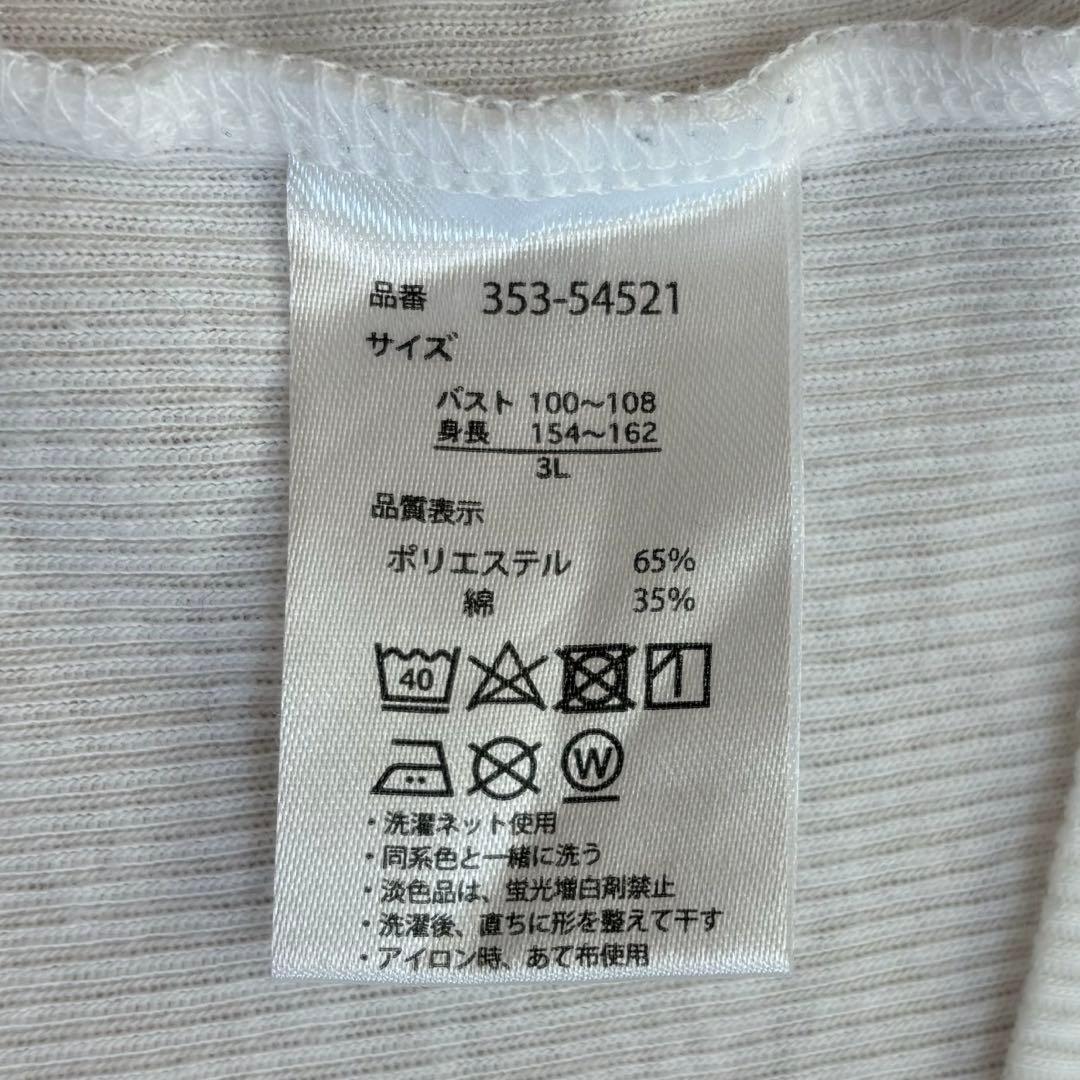 品番 353-54521
サイズ
バスト 100～108
身長 154～162
3L
品質表示
ポリエステル 65%
綿 35%
40
W
・洗濯ネット使用
・同系色と一緒に洗う
・淡色品は、蛍光増白剤禁止
・洗濯後、直ちに形を整えて干す
・アイロン時、あて布使用